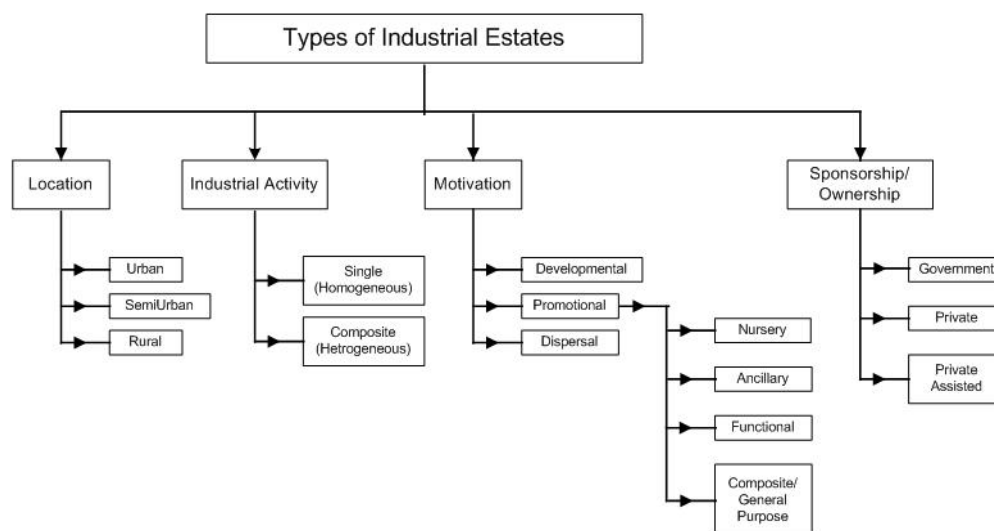 Types of Industrial Estates
Location
Industrial Activity
Motivation
Sponsorship/
Ownership
Urban
SemiUrban
Rural
Single
(Homogeneous)
Composite
(Hetrogeneous)
Developmental
Promotional
Dispersal
Nursery
Ancillary
Functional
Composite/
General
Purpose
Government
Private
Private
Assisted